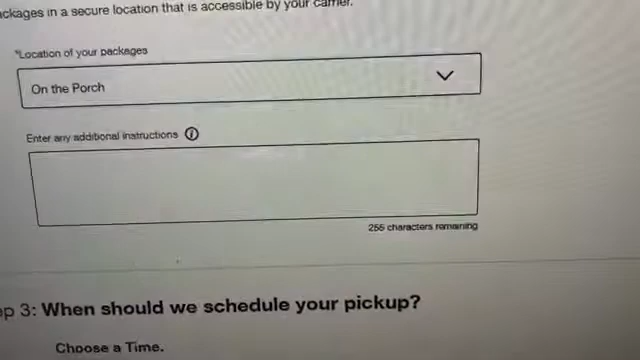 ackages in a secure location that is accessible by your carrier.
*Location of your packages
On the Porch
Enter any additional instructions
255 characters remaining
ep 3: When should we schedule your pickup?
Choose a Time.